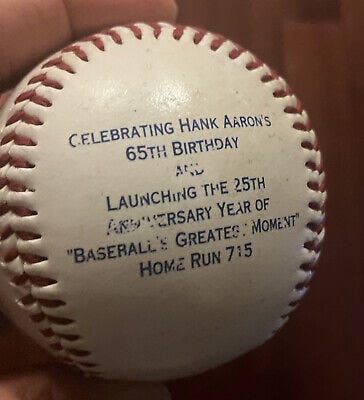 CELEBRATING HANK AARON'S
65TH BIRTHDAY
AND
LAUNCHING THE 25TH
ANNIVERSARY YEAR OF
"BASEBALL'S GREATEST MOMENT"
HOME RUN 715